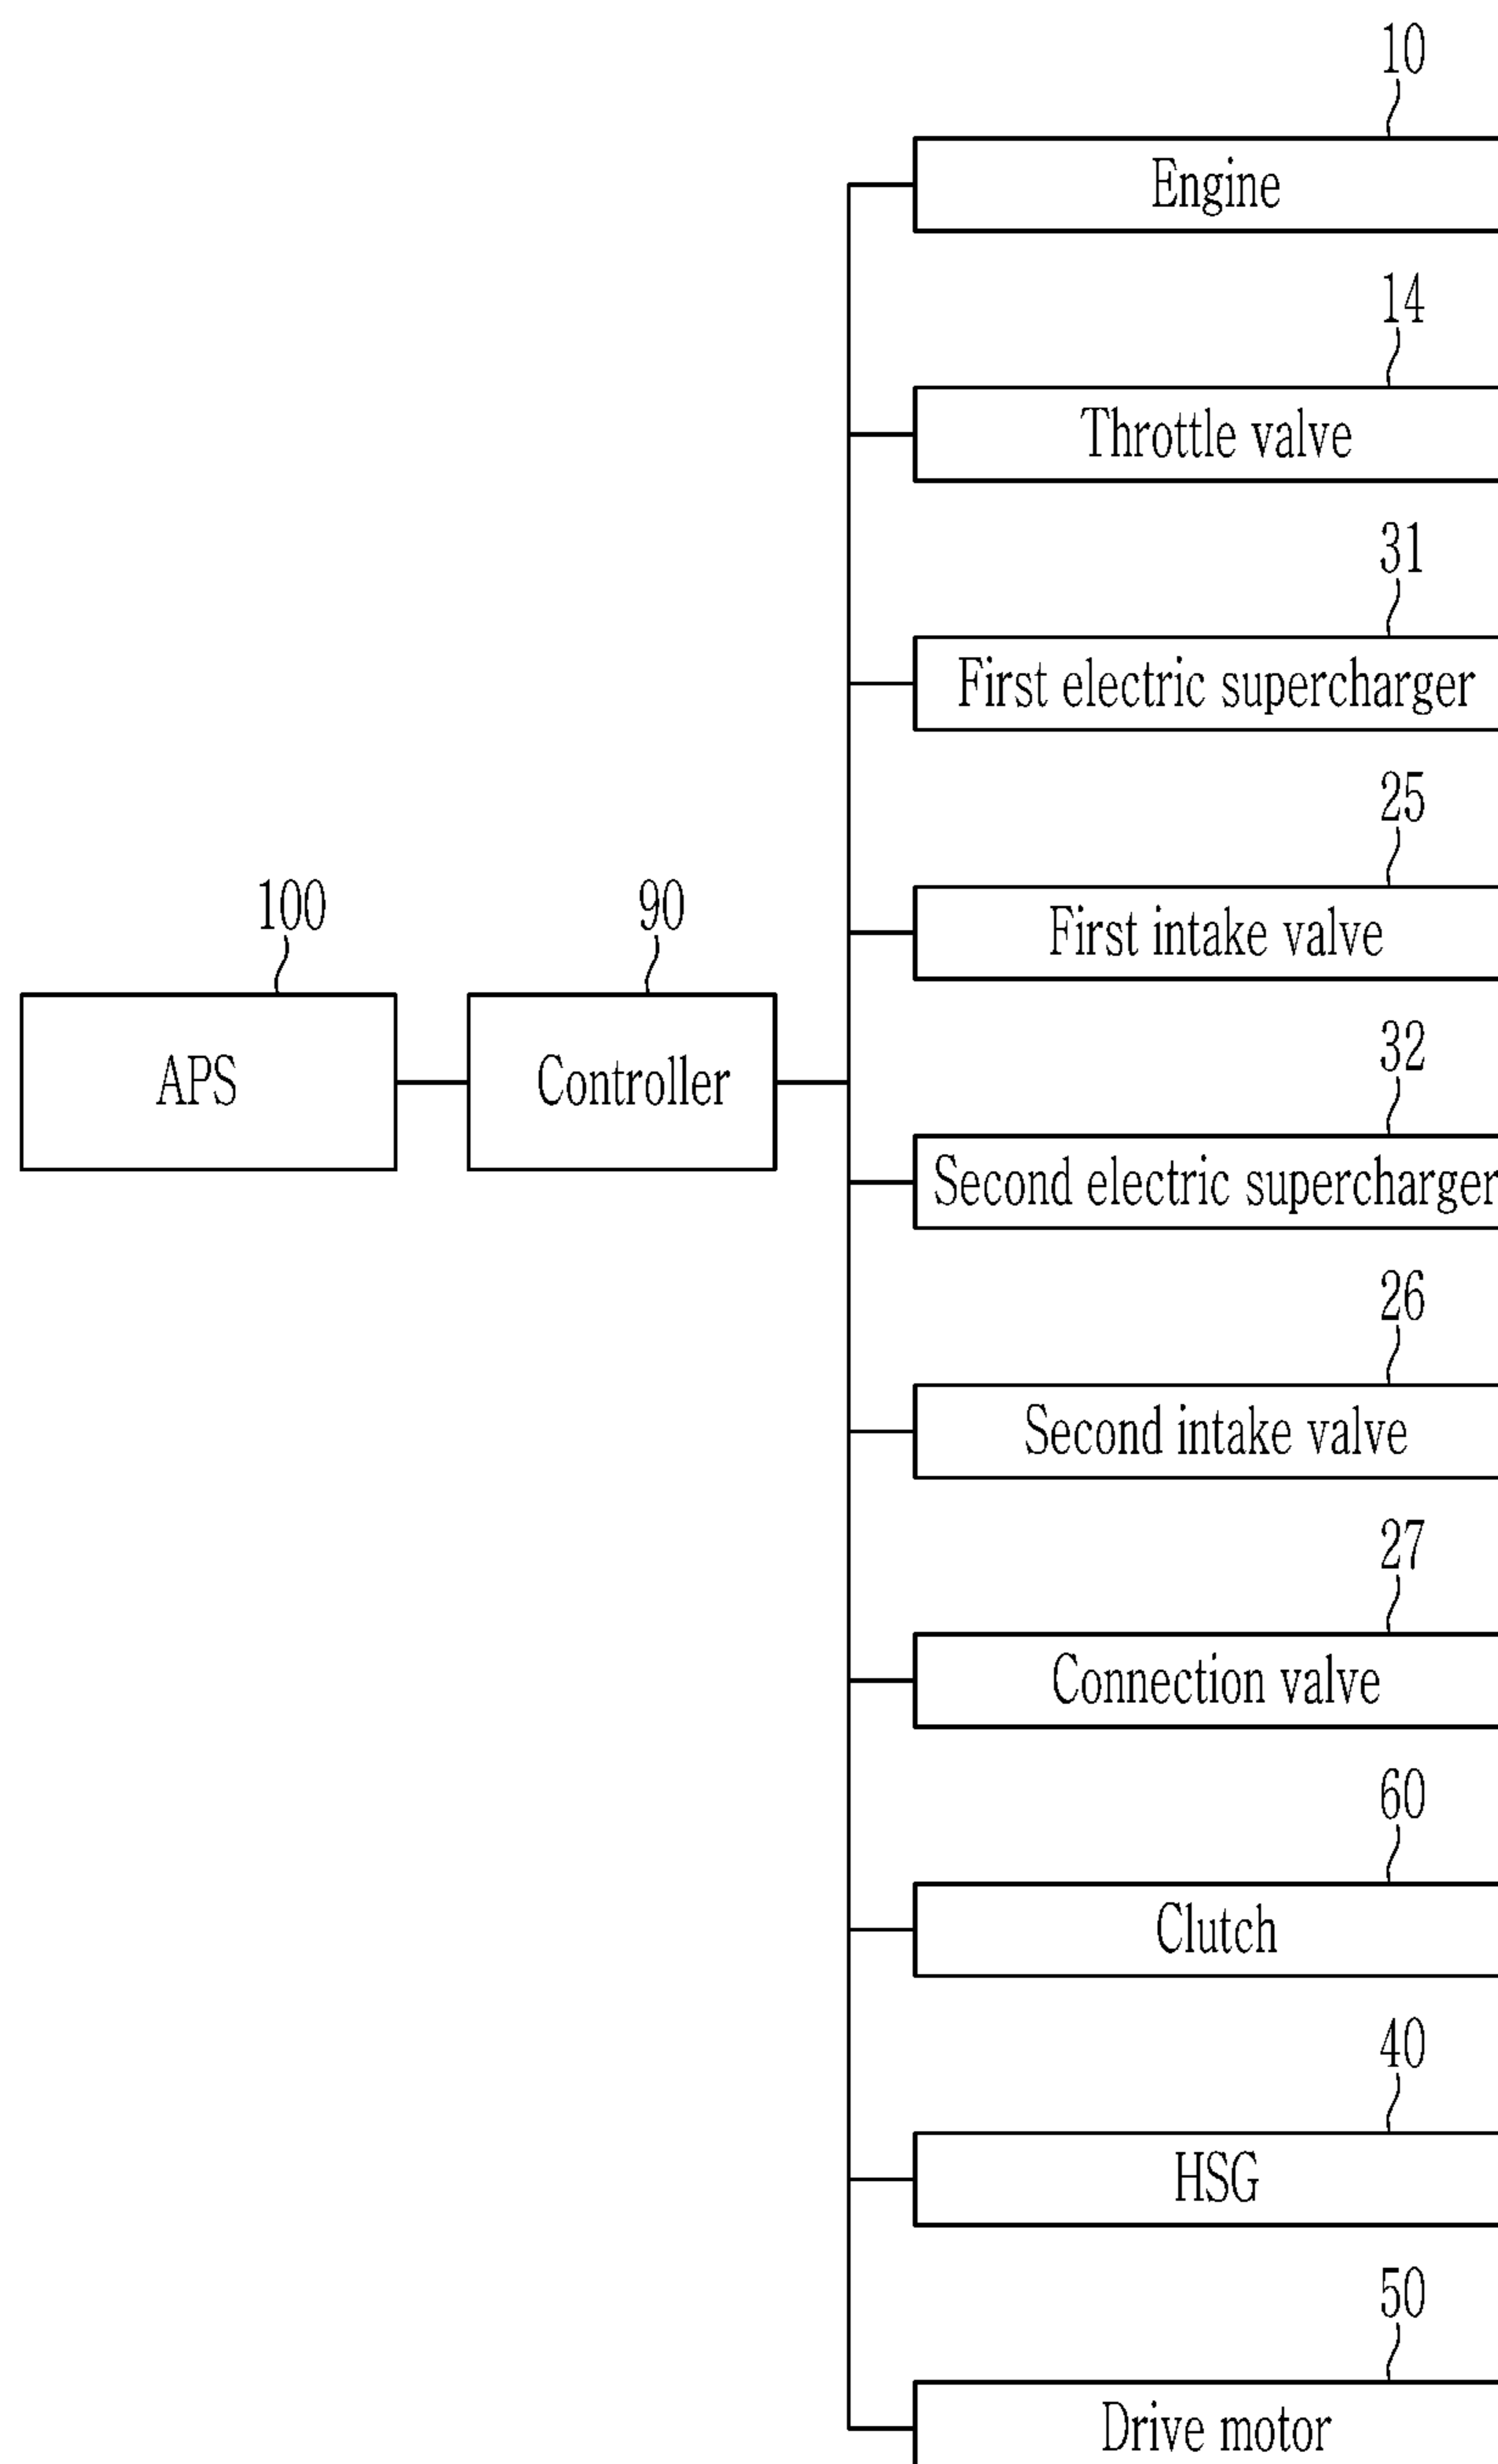 10
Engine
14
Throttle valve
31
First electric supercharger
25
First intake valve
100
90
APS
Controller
32
Second electric supercharger
26
Second intake valve
27
Connection valve
60
Clutch
40
HSG
50
Drive motor